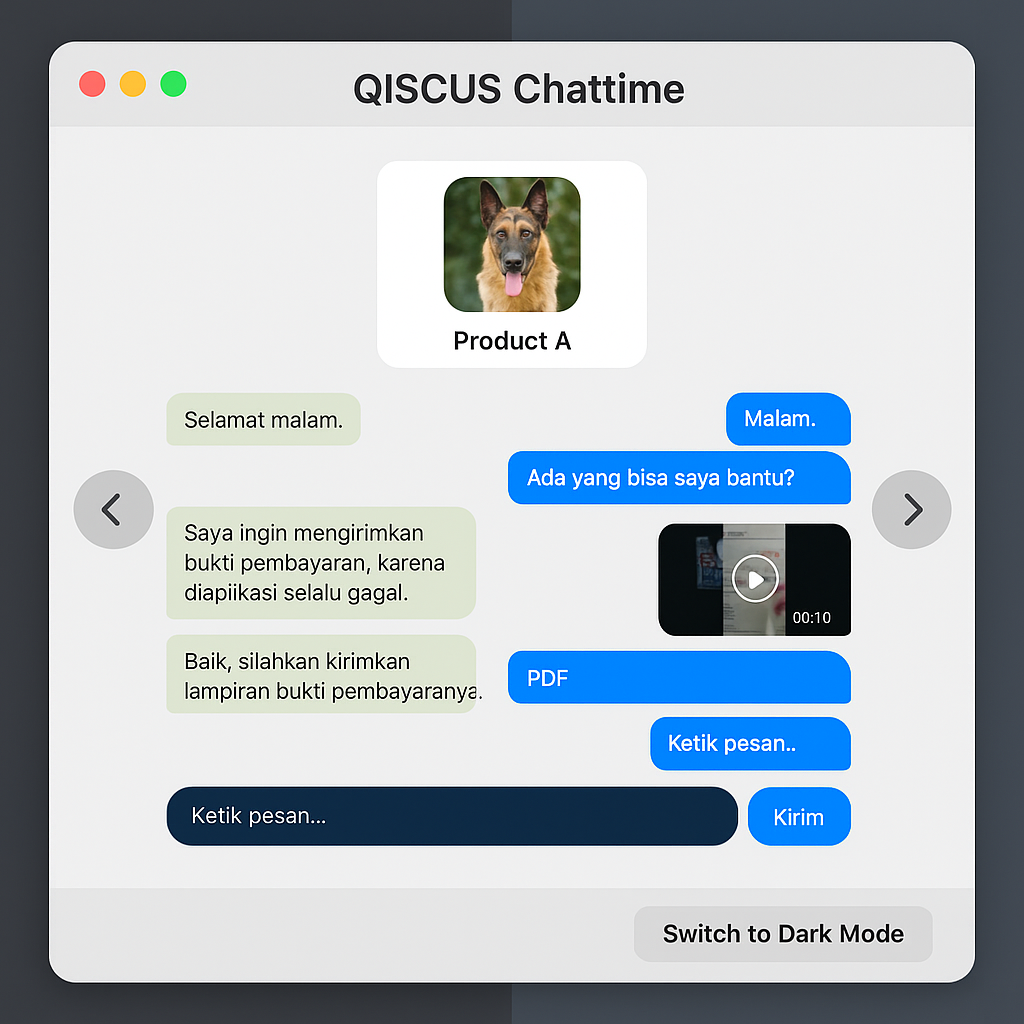 QISCUS Chattime
Product A
Selamat malam.
Malam.
Ada yang bisa saya bantu?
Saya ingin mengirimkan
bukti pembayaran, karena
diapiikasi selalu gagal.
00:10
Baik, silahkan kirimkan
lampiran bukti pembayaranya.
PDF
Ketik pesan..
Ketik pesan...
Kirim
Switch to Dark Mode